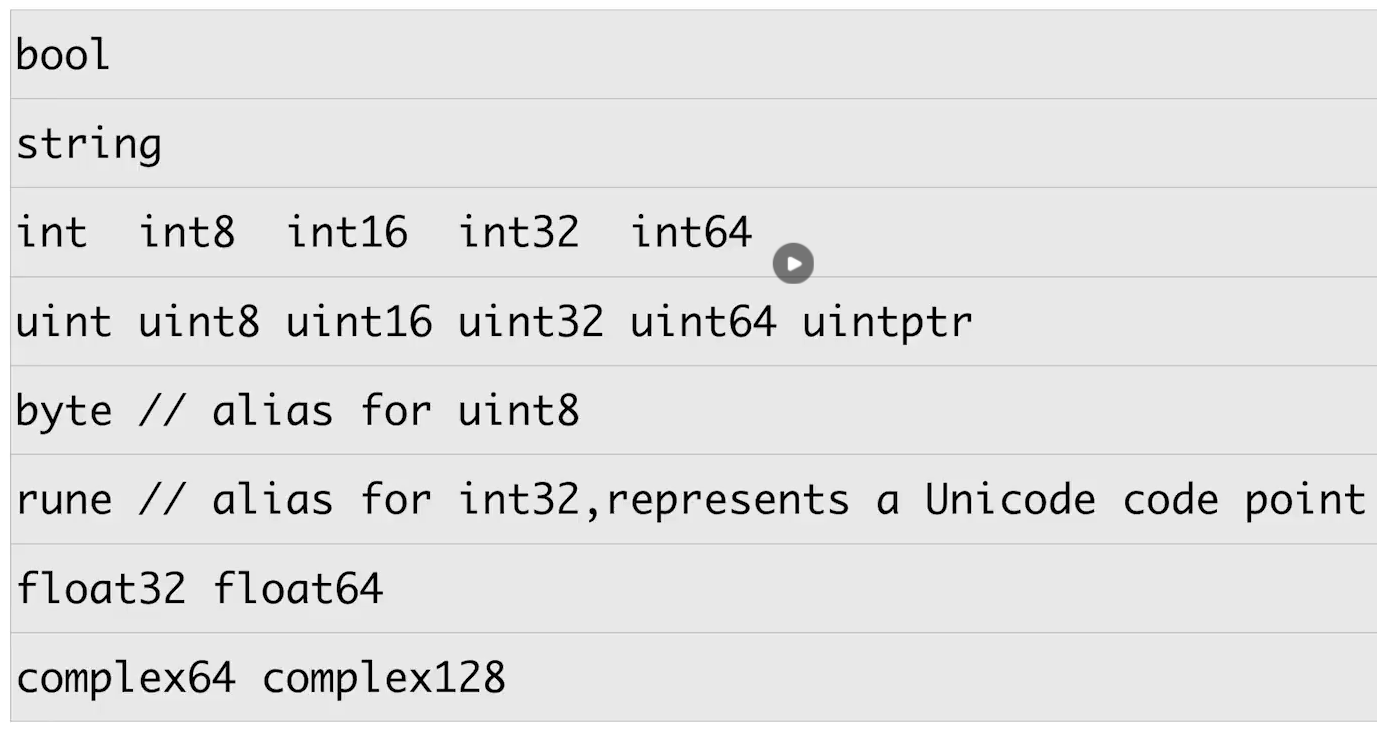 bool
string
int  int8  int16  int32  int64
uint uint8 uint16 uint32 uint64 uintptr
byte // alias for uint8
rune // alias for int32,represents a Unicode code point
float32 float64
complex64 complex128